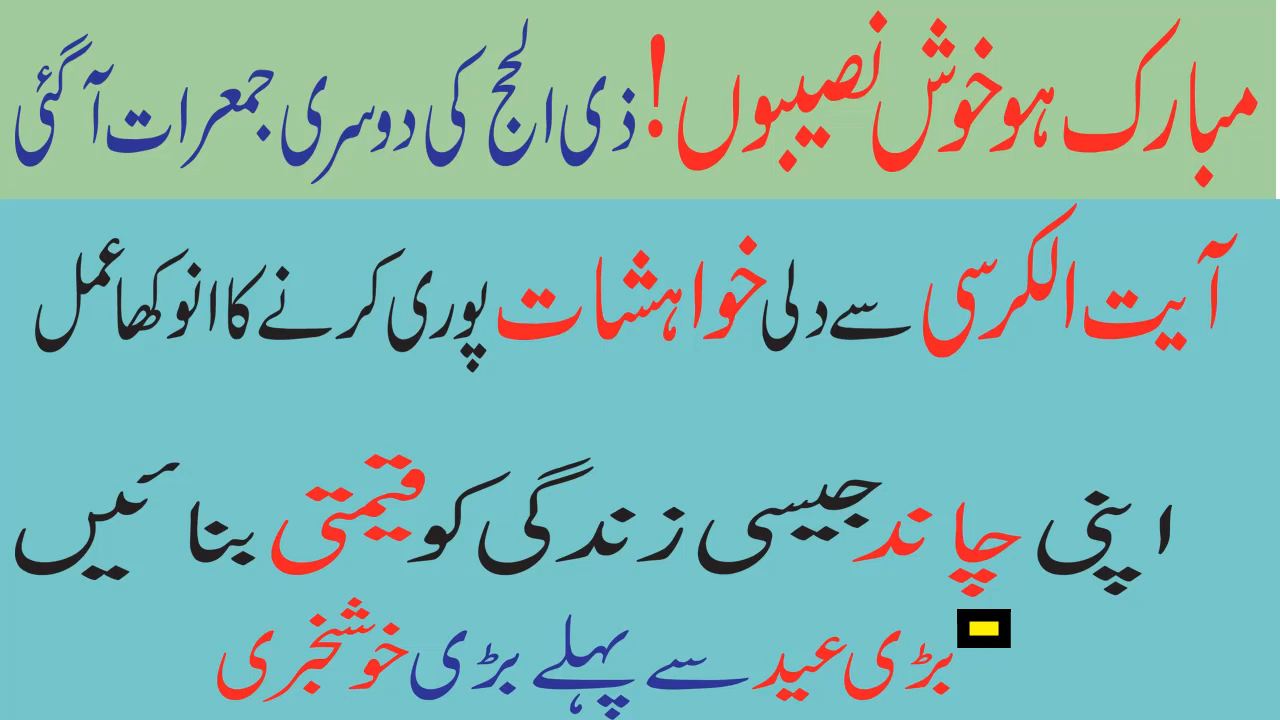 مبارک ہو خوش نصیبوں! ذی الحج کی دوسری جمعرات آگئی
آیت الکرسی سے دلی خواہشات پوری کرنے کا انوکھا عمل
اپنی چاند جیسی زندگی کو قیمتی بنائیں
بڑی عید سے پہلے بڑی خوشخبری